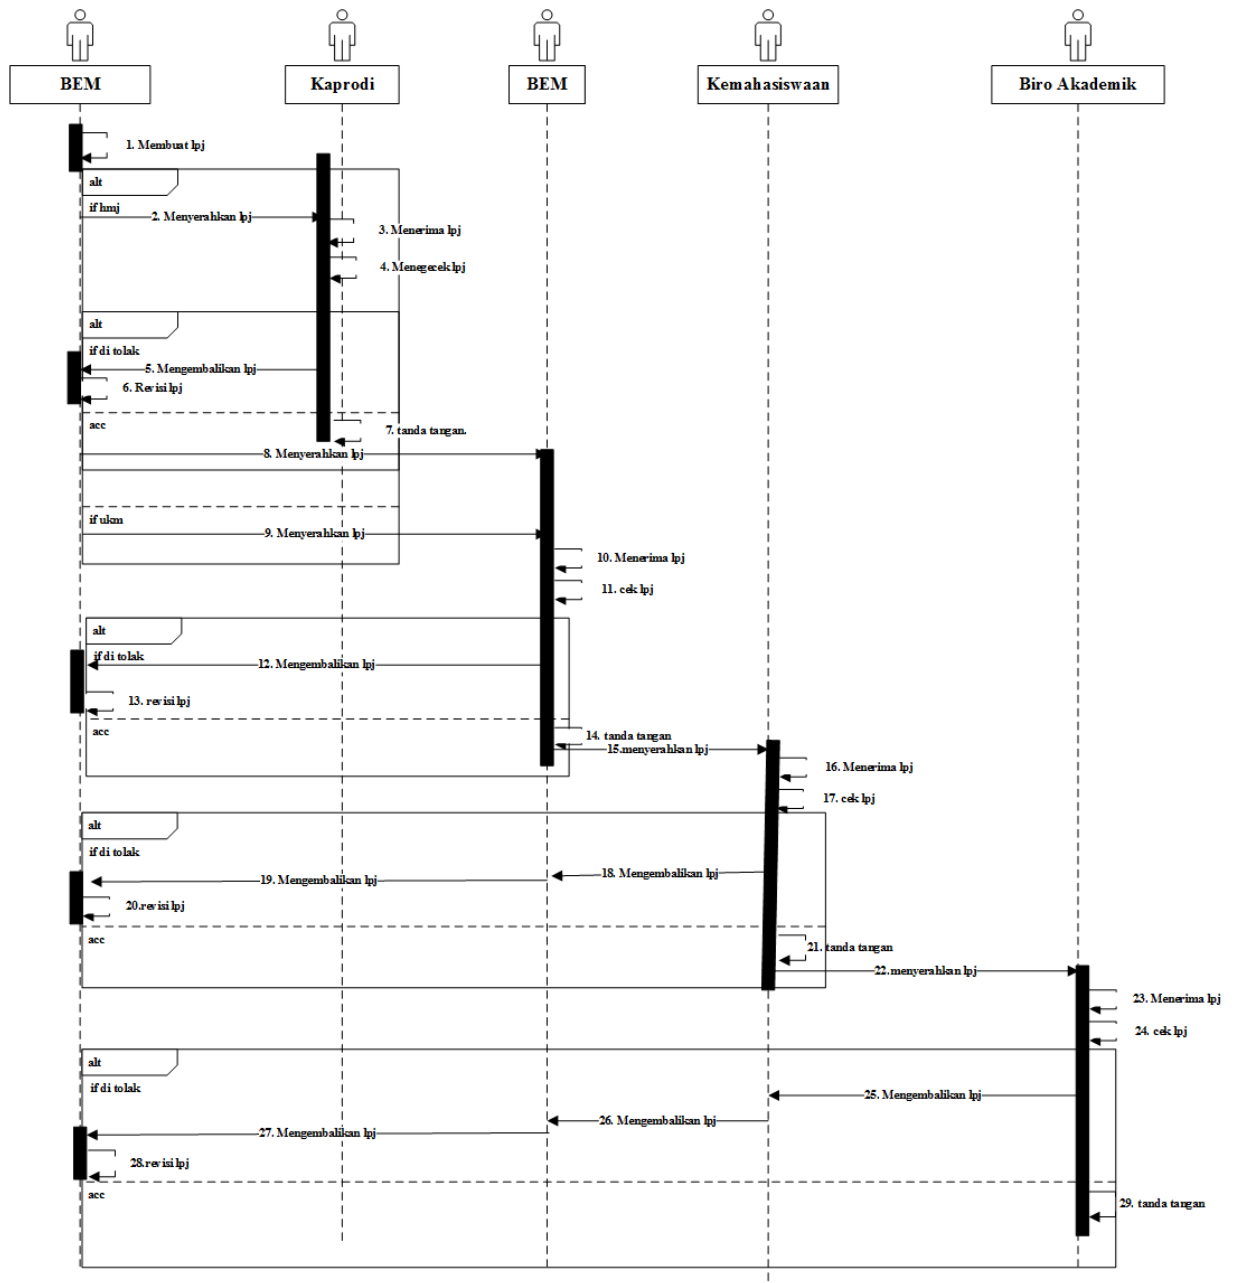 BEM
Kaprodi
BEM
Kemahasiswaan
Biro Akademik
1. Membuat lpj
alt
if hmj
2. Menyerahkan lpj
3. Menerima lpj
4. Menegecek lpj
alt
if di tolak
5. Mengembalikan lpj
6. Revisi lpj
acc
7. tanda tangan.
8. Menyerahkan lpj
if ukm
9. Menyerahkan lpj
10. Menerima lpj
11. cek lpj
alt
if di tolak
12. Mengembalikan lpj
13. revisi lpj
acc
14. tanda tangan
15.menyerahkan lpj
16. Menerima lpj
17. cek lpj
alt
if di tolak
18. Mengembalikan lpj
19. Mengembalikan lpj
20.revisi lpj
acc
21. tanda tangan
22.menyerahkan lpj
23. Menerima lpj
24. cek lpj
alt
if di tolak
25. Mengembalikan lpj
26. Mengembalikan lpj
27. Mengembalikan lpj
28.revisi lpj
acc
29. tanda tangan